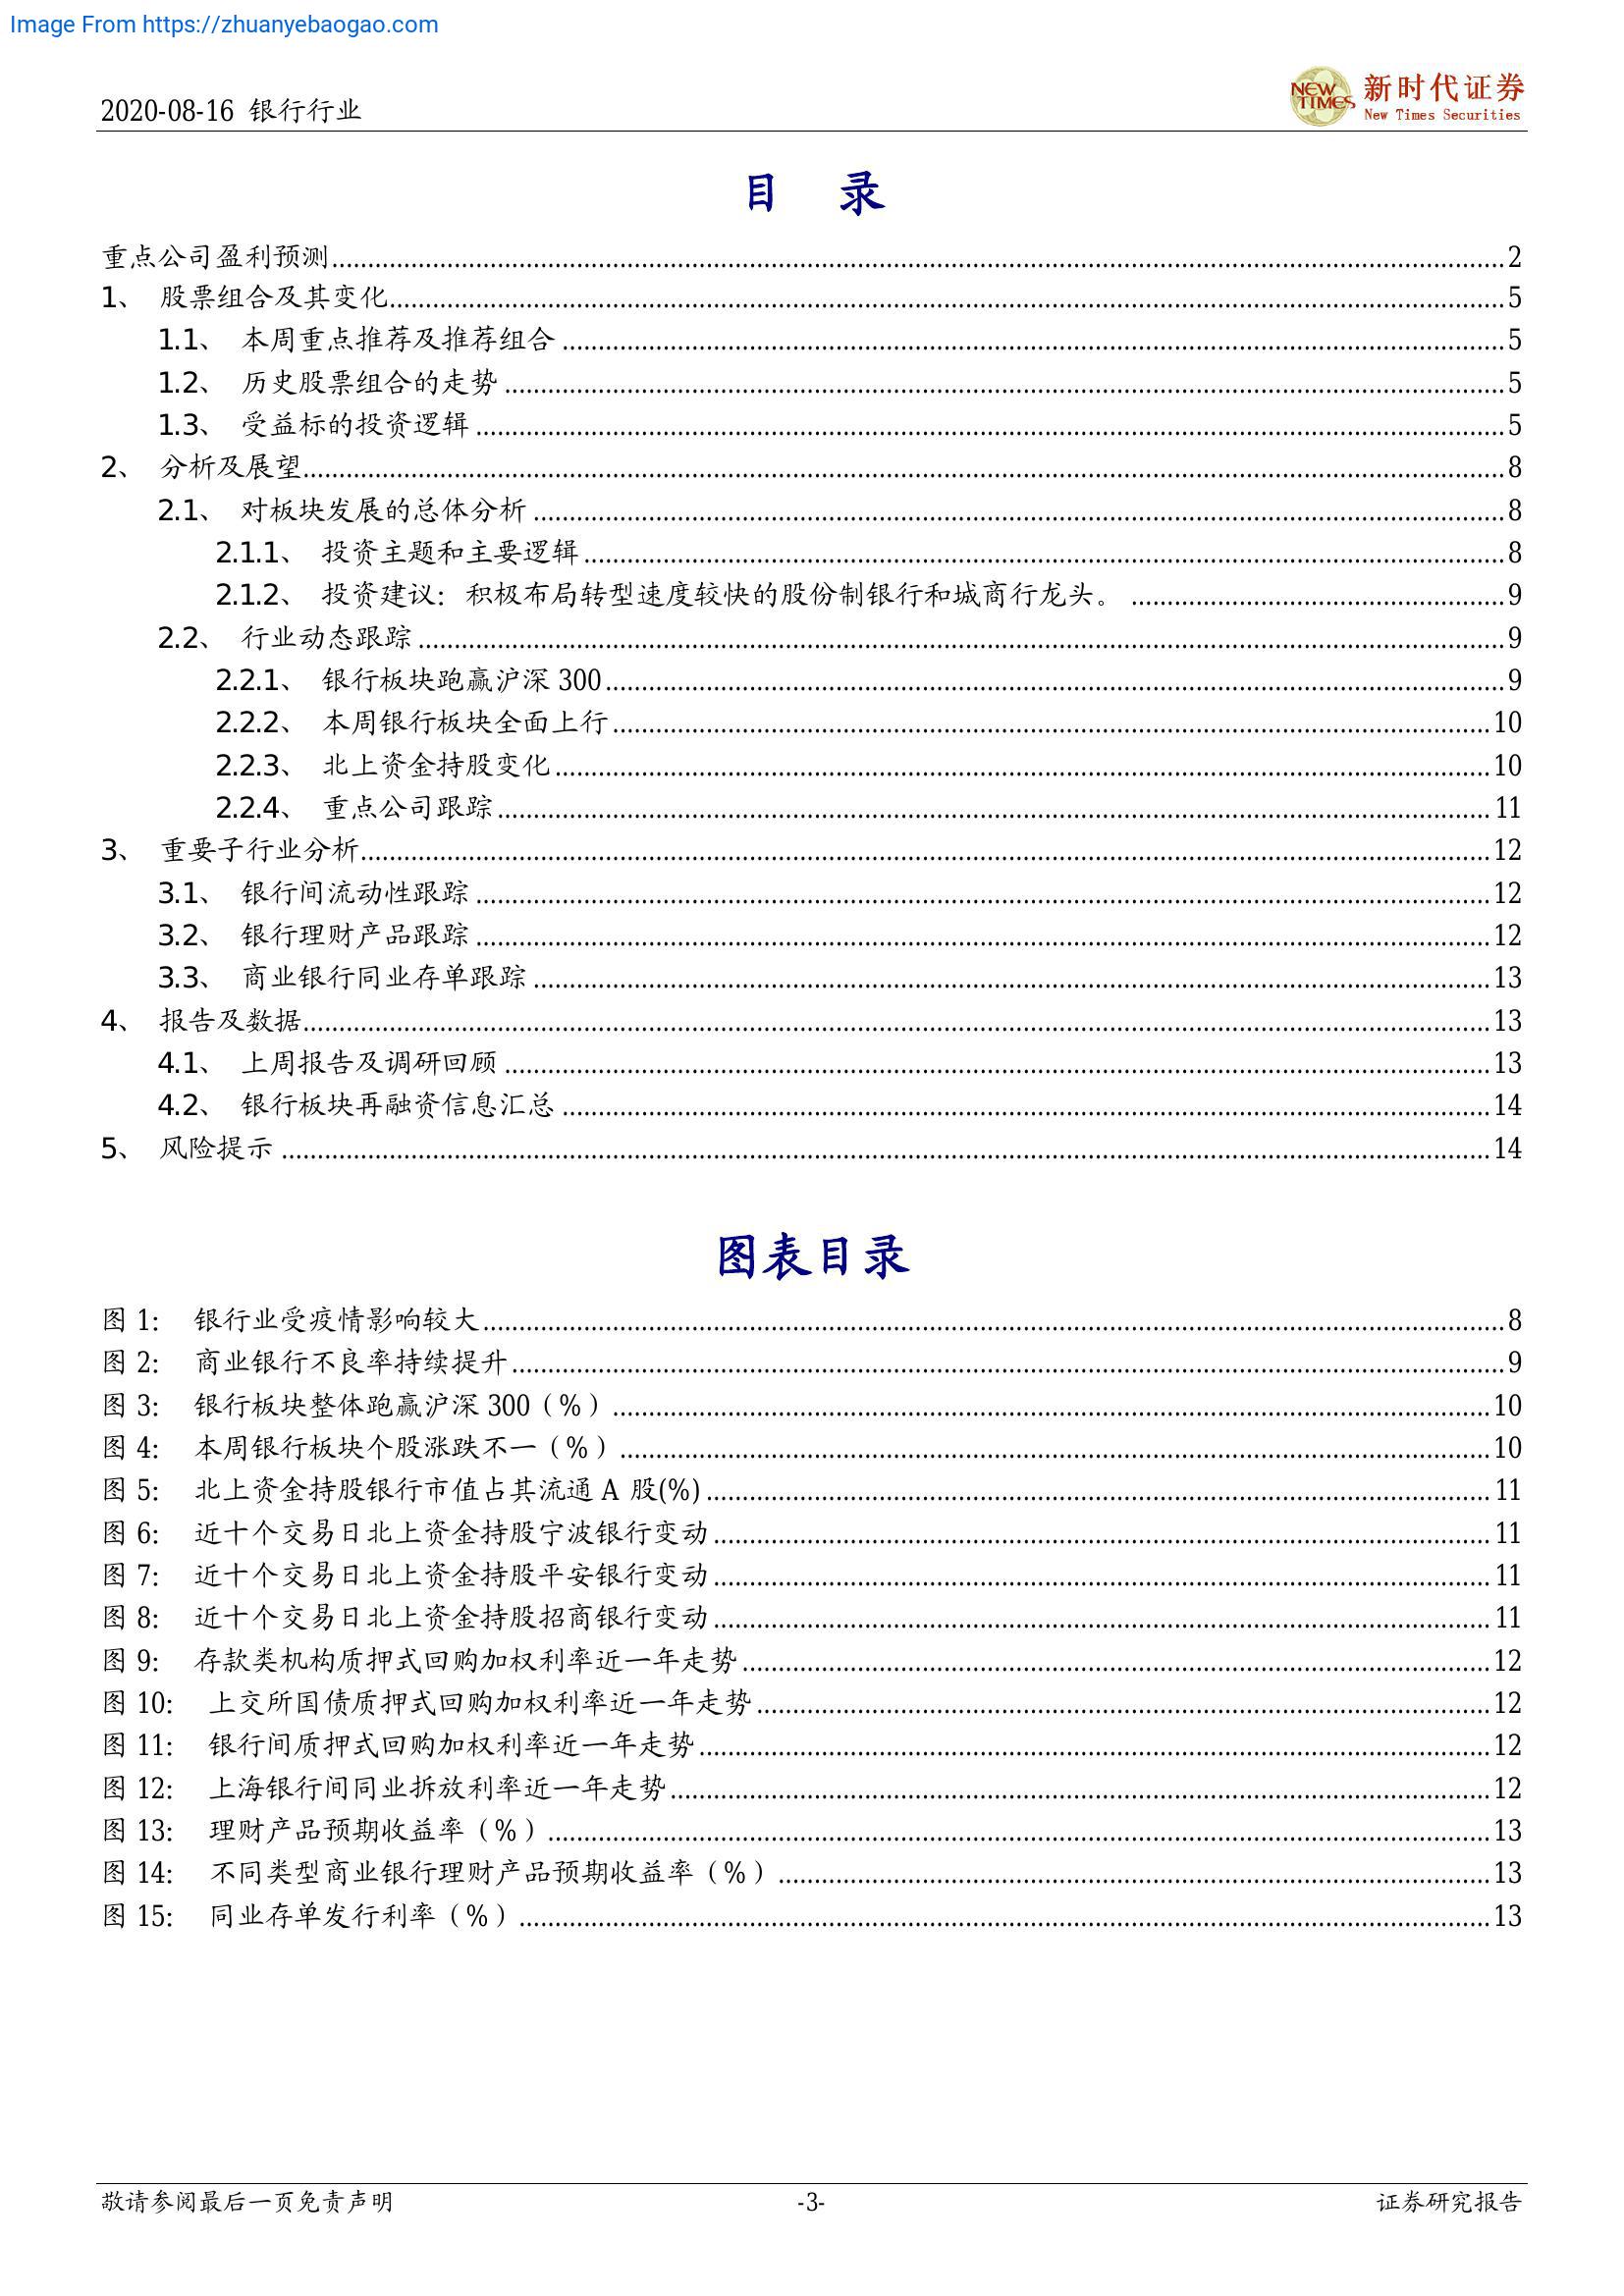 Image From https://zhuanyebaogao.com
2020-08-16 银行行业
NEW TIMES
新时代证券
New Times Securities
目 录
重点公司盈利预测 2
1、 股票组合及其变化 5
1.1、 本周重点推荐及推荐组合 5
1.2、 历史股票组合的走势 5
1.3、 受益标的投资逻辑 5
2、 分析及展望 8
2.1、 对板块发展的总体分析 8
2.1.1、 投资主题和主要逻辑 8
2.1.2、 投资建议：积极布局转型速度较快的股份制银行和城商行龙头。 9
2.2、 行业动态跟踪 9
2.2.1、 银行板块跑赢沪深 300 9
2.2.2、 本周银行板块全面上行 10
2.2.3、 北上资金持股变化 10
2.2.4、 重点公司跟踪 11
3、 重要子行业分析 12
3.1、 银行间流动性跟踪 12
3.2、 银行理财产品跟踪 12
3.3、 商业银行同业存单跟踪 13
4、 报告及数据 13
4.1、 上周报告及调研回顾 13
4.2、 银行板块再融资信息汇总 14
5、 风险提示 14
图表目录
图 1: 银行业受疫情影响较大 8
图 2: 商业银行不良率持续提升 9
图 3: 银行板块整体跑赢沪深 300（%） 10
图 4: 本周银行板块个股涨跌不一（%） 10
图 5: 北上资金持股银行市值占其流通 A 股(%) 11
图 6: 近十个交易日北上资金持股宁波银行变动 11
图 7: 近十个交易日北上资金持股平安银行变动 11
图 8: 近十个交易日北上资金持股招商银行变动 11
图 9: 存款类机构质押式回购加权利率近一年走势 12
图 10: 上交所国债质押式回购加权利率近一年走势 12
图 11: 银行间质押式回购加权利率近一年走势 12
图 12: 上海银行间同业拆放利率近一年走势 12
图 13: 理财产品预期收益率（%） 13
图 14: 不同类型商业银行理财产品预期收益率（%） 13
图 15: 同业存单发行利率（%） 13
敬请参阅最后一页免责声明 -3- 证券研究报告